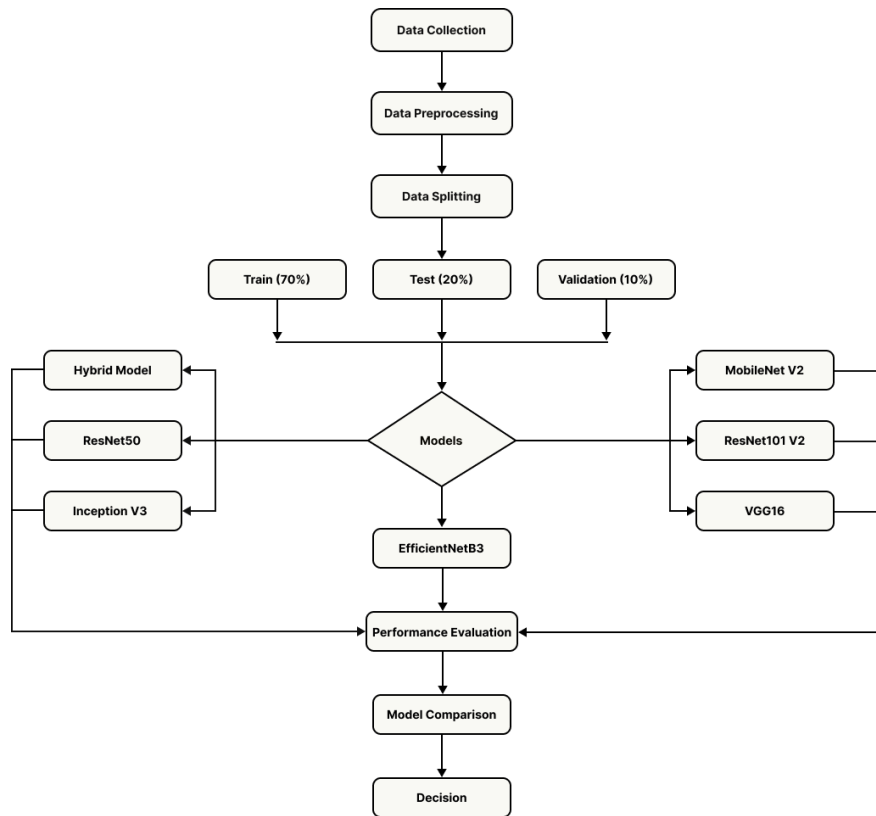 Data Collection
Data Preprocessing
Data Splitting
Train (70%)
Test (20%)
Validation (10%)
Hybrid Model
MobileNet V2
ResNet50
Models
ResNet101 V2
Inception V3
VGG16
EfficientNetB3
Performance Evaluation
Model Comparison
Decision